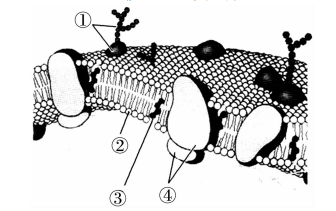 ①
②
③
④